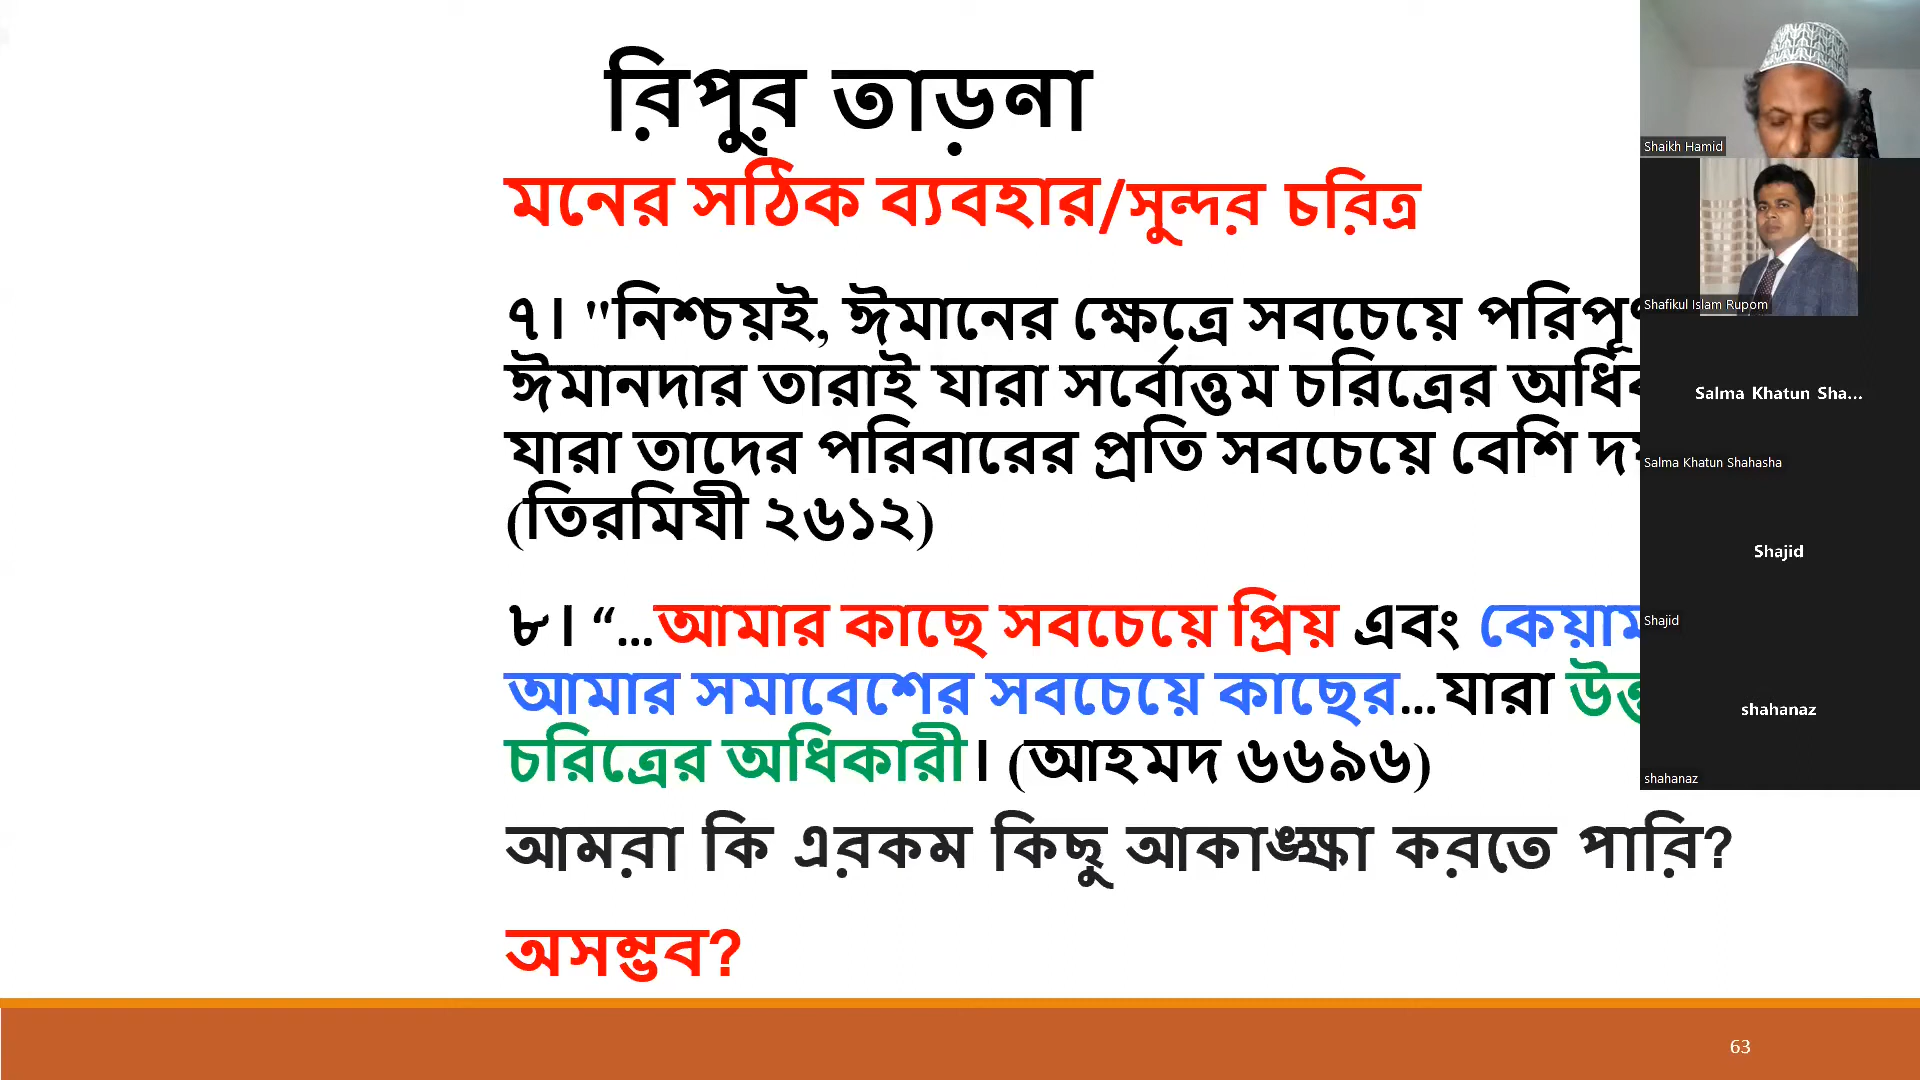 রিপুর তাড়না
মনের সঠিক ব্যবহার/সুন্দর চরিত্র
৭। "নিশ্চয়ই, ঈমানের ক্ষেত্রে সবচেয়ে
ঈমানদার তারাই যারা সর্বোত্তম চরিত্রের
যারা তাদের পরিবারের প্রতি সবচেয়ে বেশি
(তিরমিযী ২৬১২)
৮। “...আমার কাছে সবচেয়ে প্রিয় এবং
আমার সমাবেশের সবচেয়ে কাছের...যারা
চরিত্রের অধিকারী। (আহমদ ৬৬৯৬)
আমরা কি এরকম কিছু আকাঙ্ক্ষা করতে পারি?
অসম্ভব?
63
Shaikh Hamid
Shafikul Islam Rupom
Salma Khatun Sha...
Salma Khatun Shahasha
Shajid
Shajid
shahanaz
shahanaz